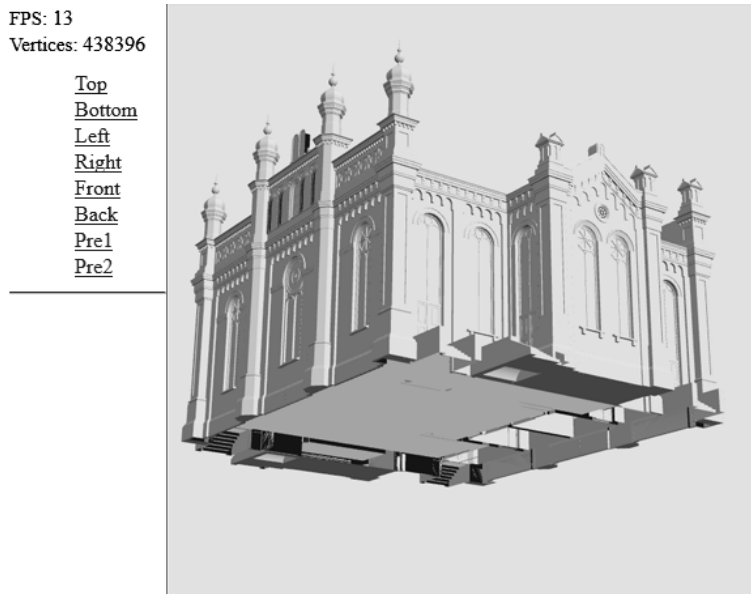 FPS: 13
Vertices: 438396
Top
Bottom
Left
Right
Front
Back
Pre1
Pre2